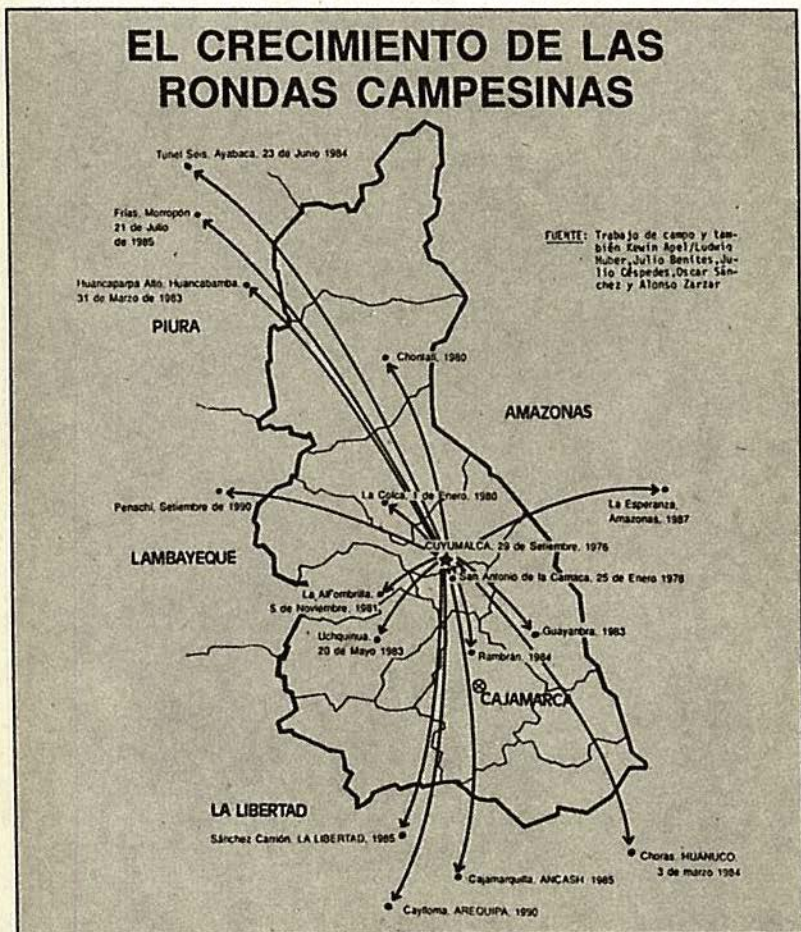 EL CRECIMIENTO DE LAS
RONDAS CAMPESINAS
Tunel Seis, Ayabaca, 23 de Junio 1984
Frías, Morropón
21 de Julio
de 1985
FUENTE: Trabajo de campo y tam-
bién Kewin Apel/Ludwig
Huber,Julio Benites,Ju-
lio Céspedes,Oscar Sán-
chez y Alonso Zarzar
Huancaparpa Alto, Huancabamba,
31 de Marzo de 1983
PIURA
Chontali, 1980
AMAZONAS
La Colca, 1 de Enero, 1980
Penachí, Setiembre de 1990
La Esperanza,
Amazonas, 1987
CUYUMALCA, 29 de Setiembre, 1976
LAMBAYEQUE
San Antonio de la Camaca, 25 de Enero 1978
La Alfombrilla,
5 de Noviembre, 1981
Uchquinua,
20 de Mayo 1983
Guayanbra, 1983
Rambrán, 1984
CAJAMARCA
LA LIBERTAD
Sánchez Carrión, LA LIBERTAD, 1985
Choras, HUANUCO,
3 de marzo 1984
Cajamarquilla, ANCASH, 1985
Caylloma, AREQUIPA, 1990